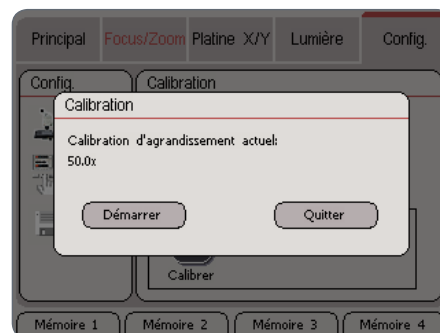 Principal Focus/Zoom Platine X/Y Lumière Config.
Config. Calibration
Calibration
Calibration d'agrandissement actuel:
50.0x
Démarrer Quitter
Calibrer
Mémoire 1 Mémoire 2 Mémoire 3 Mémoire 4